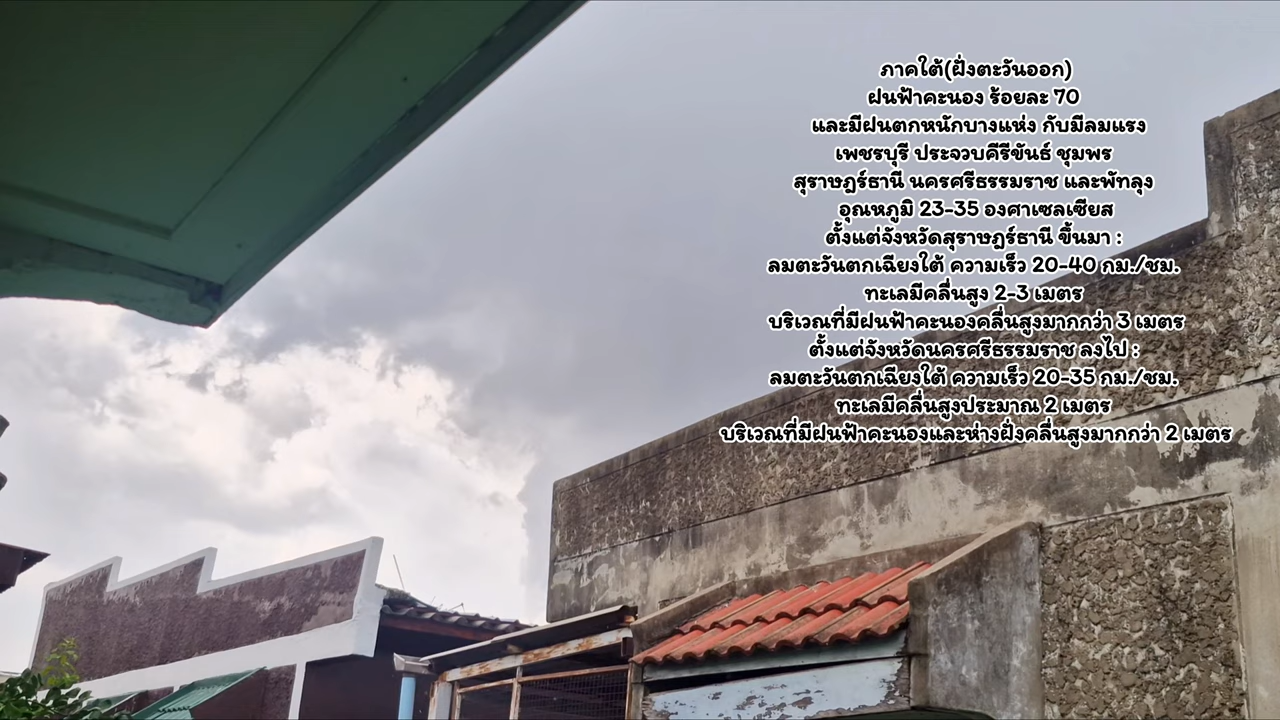 ภาคใต้(ฝั่งตะวันออก)
ฝนฟ้าคะนอง ร้อยละ 70
และมีฝนตกหนักบางแห่ง กับมีลมแรง
เพชรบุรี ประจวบคีรีขันธ์ ชุมพร
สุราษฎร์ธานี นครศรีธรรมราช และพัทลุง
อุณหภูมิ 23-35 องศาเซลเซียส
ตั้งแต่จังหวัดสุราษฎร์ธานี ขึ้นมา :
ลมตะวันตกเฉียงใต้ ความเร็ว 20-40 กม./ชม.
ทะเลมีคลื่นสูง 2-3 เมตร
บริเวณที่มีฝนฟ้าคะนองคลื่นสูงมากกว่า 3 เมตร
ตั้งแต่จังหวัดนครศรีธรรมราช ลงไป :
ลมตะวันตกเฉียงใต้ ความเร็ว 20-35 กม./ชม.
ทะเลมีคลื่นสูงประมาณ 2 เมตร
บริเวณที่มีฝนฟ้าคะนองและห่างฝั่งคลื่นสูงมากกว่า 2 เมตร